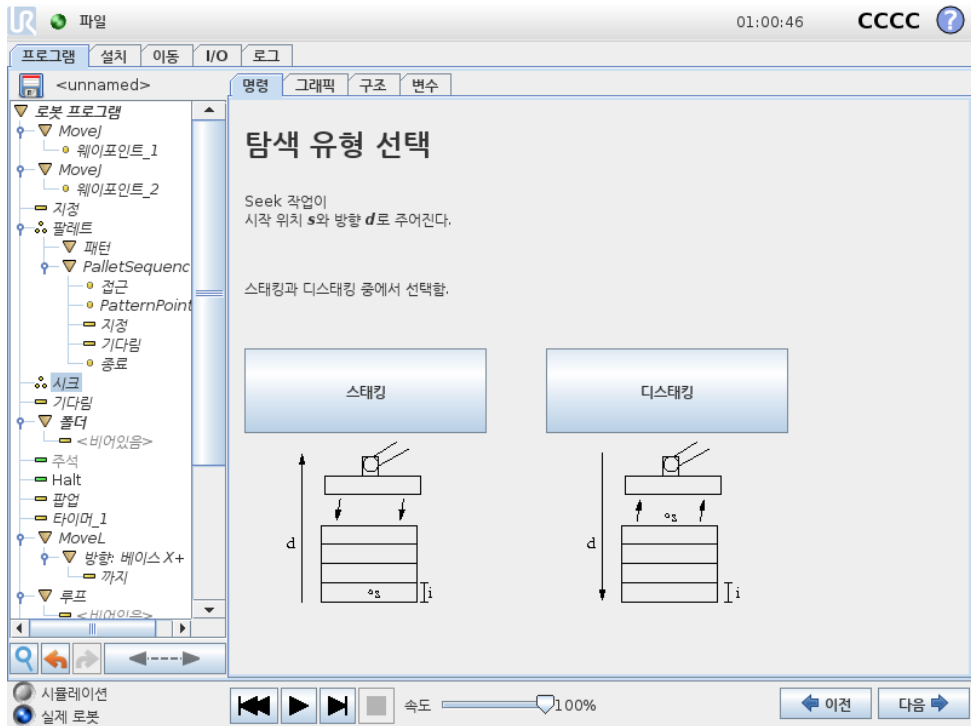 UR 파일 01:00:46 CCCC ?
프로그램 설치 이동 I/O 로그
<unnamed>
명령 그래픽 구조 변수
로봇 프로그램
MoveJ
웨이포인트_1
MoveJ
웨이포인트_2
지정
팔레트
패턴
PalletSequenc
접근
PatternPoint
지정
기다림
종료
시크
기다림
폴더
<비어있음>
주석
Halt
팝업
타이머_1
MoveL
방향: 베이스 X+
까지
루프
<비어있음>
탐색 유형 선택
Seek 작업이
시작 위치 s와 방향 d로 주어진다.
스태킹과 디스태킹 중에서 선택함.
스태킹 디스태킹
d s i
d s i
시뮬레이션
실제 로봇
속도 100%
이전 다음